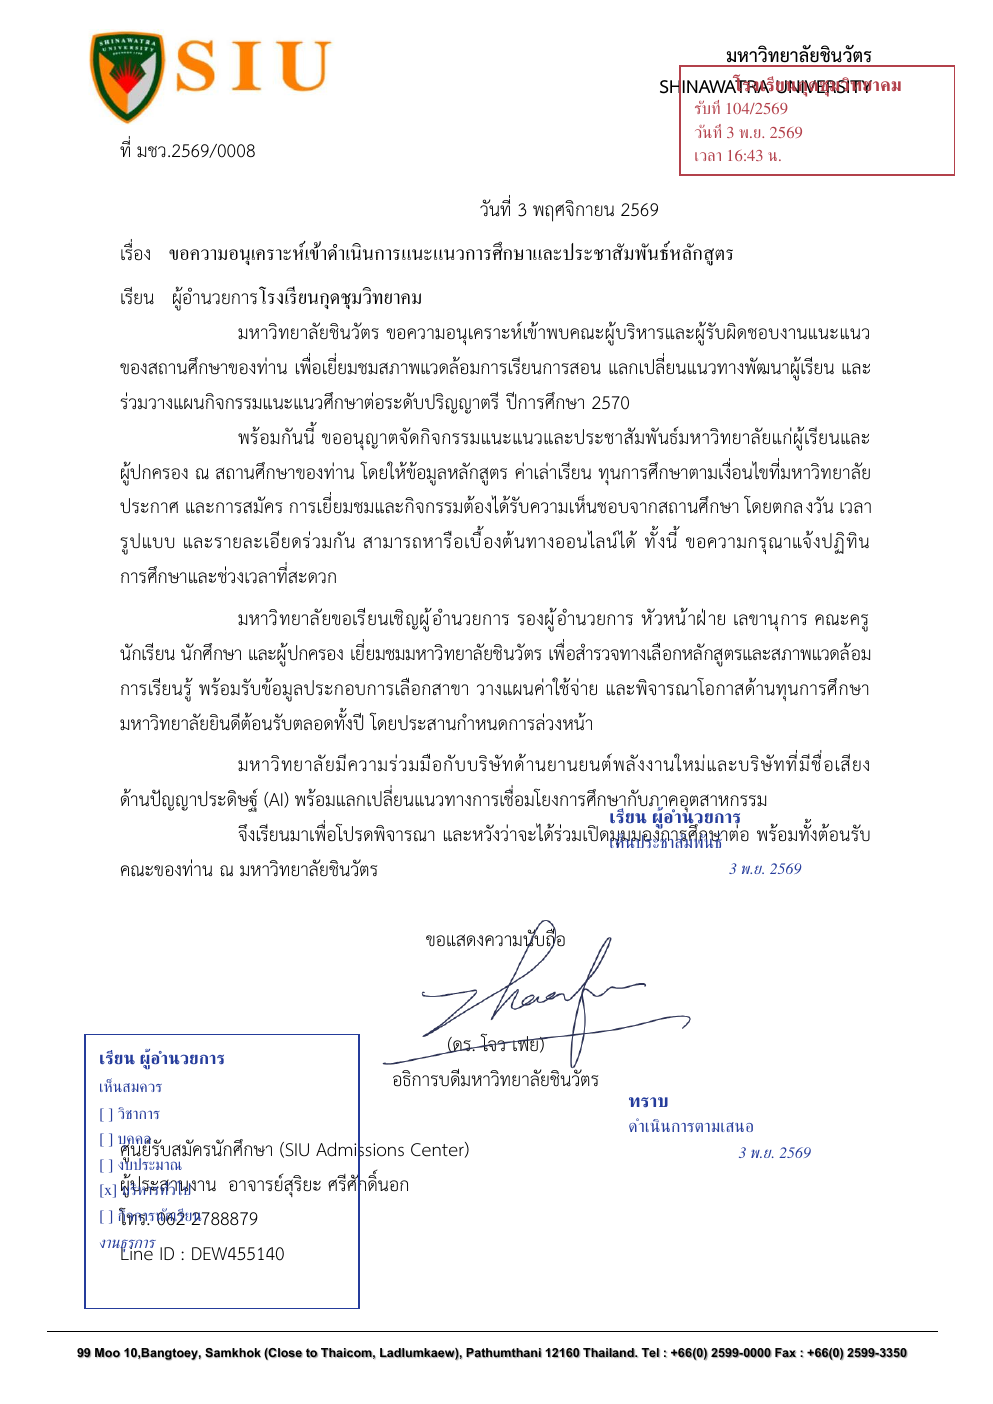 SHINAWATRA
UNIVERSITY
SIU
มหาวิทยาลัยชินวัตร
SHINAWATRA UNIVERSITY
โรงเรียนกุดชุมวิทยาคม
รับที่ 104/2569
วันที่ 3 พ.ย. 2569
เวลา 16:43 น.
ที่ มชว.2569/0008
วันที่ 3 พฤศจิกายน 2569
เรื่อง ขอความอนุเคราะห์เข้าดำเนินการแนะแนวการศึกษาและประชาสัมพันธ์หลักสูตร
เรียน ผู้อำนวยการโรงเรียนกุดชุมวิทยาคม
มหาวิทยาลัยชินวัตร ขอความอนุเคราะห์เข้าพบคณะผู้บริหารและผู้รับผิดชอบงานแนะแนว
ของสถานศึกษาของท่าน เพื่อเยี่ยมชมสภาพแวดล้อมการเรียนการสอน แลกเปลี่ยนแนวทางพัฒนาผู้เรียน และ
ร่วมวางแผนกิจกรรมแนะแนวศึกษาต่อระดับปริญญาตรี ปีการศึกษา 2570
พร้อมกันนี้ ขออนุญาตจัดกิจกรรมแนะแนวและประชาสัมพันธ์มหาวิทยาลัยแก่ผู้เรียนและ
ผู้ปกครอง ณ สถานศึกษาของท่าน โดยให้ข้อมูลหลักสูตร ค่าเล่าเรียน ทุนการศึกษาตามเงื่อนไขที่มหาวิทยาลัย
ประกาศ และการสมัคร การเยี่ยมชมและกิจกรรมต้องได้รับความเห็นชอบจากสถานศึกษา โดยตกลงวัน เวลา
รูปแบบ และรายละเอียดร่วมกัน สามารถหารือเบื้องต้นทางออนไลน์ได้ ทั้งนี้ ขอความกรุณาแจ้งปฏิทิน
การศึกษาและช่วงเวลาที่สะดวก
มหาวิทยาลัยขอเรียนเชิญผู้อำนวยการ รองผู้อำนวยการ หัวหน้าฝ่าย เลขานุการ คณะครู
นักเรียน นักศึกษา และผู้ปกครอง เยี่ยมชมมหาวิทยาลัยชินวัตร เพื่อสำรวจทางเลือกหลักสูตรและสภาพแวดล้อม
การเรียนรู้ พร้อมรับข้อมูลประกอบการเลือกสาขา วางแผนค่าใช้จ่าย และพิจารณาโอกาสด้านทุนการศึกษา
มหาวิทยาลัยยินดีต้อนรับตลอดทั้งปี โดยประสานกำหนดการล่วงหน้า
มหาวิทยาลัยมีความร่วมมือกับบริษัทด้านยานยนต์พลังงานใหม่และบริษัทที่มีชื่อเสียง
ด้านปัญญาประดิษฐ์ (AI) พร้อมแลกเปลี่ยนแนวทางการเชื่อมโยงการศึกษากับภาคอุตสาหกรรม
เรียน ผู้อำนวยการ
จึงเรียนมาเพื่อโปรดพิจารณา และหวังว่าจะได้ร่วมเปิดมุมมองการศึกษาต่อ พร้อมทั้งต้อนรับ
เห็นประชาสัมพันธ์
คณะของท่าน ณ มหาวิทยาลัยชินวัตร
3 พ.ย. 2569
ขอแสดงความนับถือ
(ดร. โจว เฟย)
อธิการบดีมหาวิทยาลัยชินวัตร
เรียน ผู้อำนวยการ
เห็นสมควร
[ ] วิชาการ
[ ] บุคคล
[ ] งบประมาณ
[x] บริหารทั่วไป
[ ] กิจการนักเรียน
งานธุรการ
ทราบ
ดำเนินการตามเสนอ
3 พ.ย. 2569
ศูนย์รับสมัครนักศึกษา (SIU Admissions Center)
ผู้ประสานงาน อาจารย์สุริยะ ศรีศักดิ์นอก
โทร. 062 2788879
Line ID : DEW455140
99 Moo 10,Bangtoey, Samkhok (Close to Thaicom, Ladlumkaew), Pathumthani 12160 Thailand. Tel : +66(0) 2599-0000 Fax : +66(0) 2599-3350